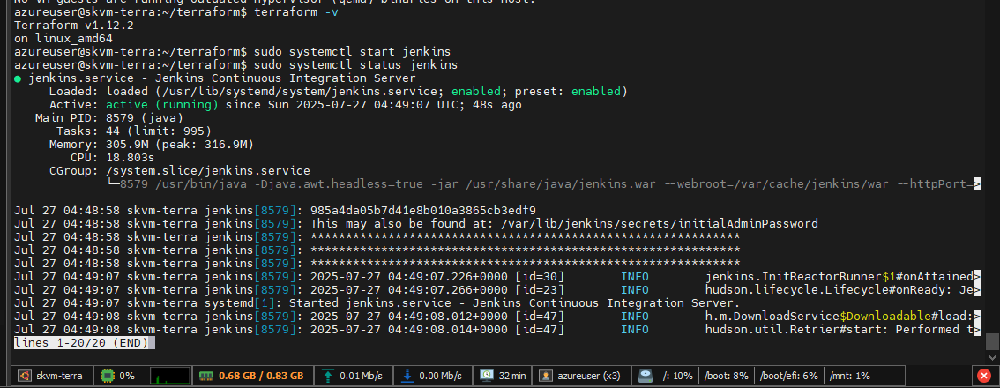 azureuser@skvm-terra:~/terraform$ terraform -v
Terraform v1.12.2
on linux_amd64
azureuser@skvm-terra:~/terraform$ sudo systemctl start jenkins
azureuser@skvm-terra:~/terraform$ sudo systemctl status jenkins
● jenkins.service - Jenkins Continuous Integration Server
Loaded: loaded (/usr/lib/systemd/system/jenkins.service; enabled; preset: enabled)
Active: active (running) since Sun 2025-07-27 04:49:07 UTC; 48s ago
Main PID: 8579 (java)
Tasks: 44 (limit: 995)
Memory: 305.9M (peak: 316.9M)
CPU: 18.803s
CGroup: /system.slice/jenkins.service
└─8579 /usr/bin/java -Djava.awt.headless=true -jar /usr/share/java/jenkins.war --webroot=/var/cache/jenkins/war --httpPort=>
Jul 27 04:48:58 skvm-terra jenkins[8579]: 985a4da05b7d41e8b010a3865cb3edf9
Jul 27 04:48:58 skvm-terra jenkins[8579]: This may also be found at: /var/lib/jenkins/secrets/initialAdminPassword
Jul 27 04:48:58 skvm-terra jenkins[8579]: *************************************************************
Jul 27 04:48:58 skvm-terra jenkins[8579]: *************************************************************
Jul 27 04:48:58 skvm-terra jenkins[8579]: *************************************************************
Jul 27 04:49:07 skvm-terra jenkins[8579]: 2025-07-27 04:49:07.226+0000 [id=30] INFO jenkins.InitReactorRunner$1#onAttained>
Jul 27 04:49:07 skvm-terra jenkins[8579]: 2025-07-27 04:49:07.266+0000 [id=23] INFO hudson.lifecycle.Lifecycle#onReady: Je>
Jul 27 04:49:07 skvm-terra systemd[1]: Started jenkins.service - Jenkins Continuous Integration Server.
Jul 27 04:49:08 skvm-terra jenkins[8579]: 2025-07-27 04:49:08.012+0000 [id=47] INFO h.m.DownloadService$Downloadable#load:>
Jul 27 04:49:08 skvm-terra jenkins[8579]: 2025-07-27 04:49:08.014+0000 [id=47] INFO hudson.util.Retrier#start: Performed t>
lines 1-20/20 (END)
skvm-terra 0% 0.68 GB / 0.83 GB 0.01 Mb/s 0.00 Mb/s 32 min azureuser (x3) /: 10% /boot: 8% /boot/efi: 6% /mnt: 1%